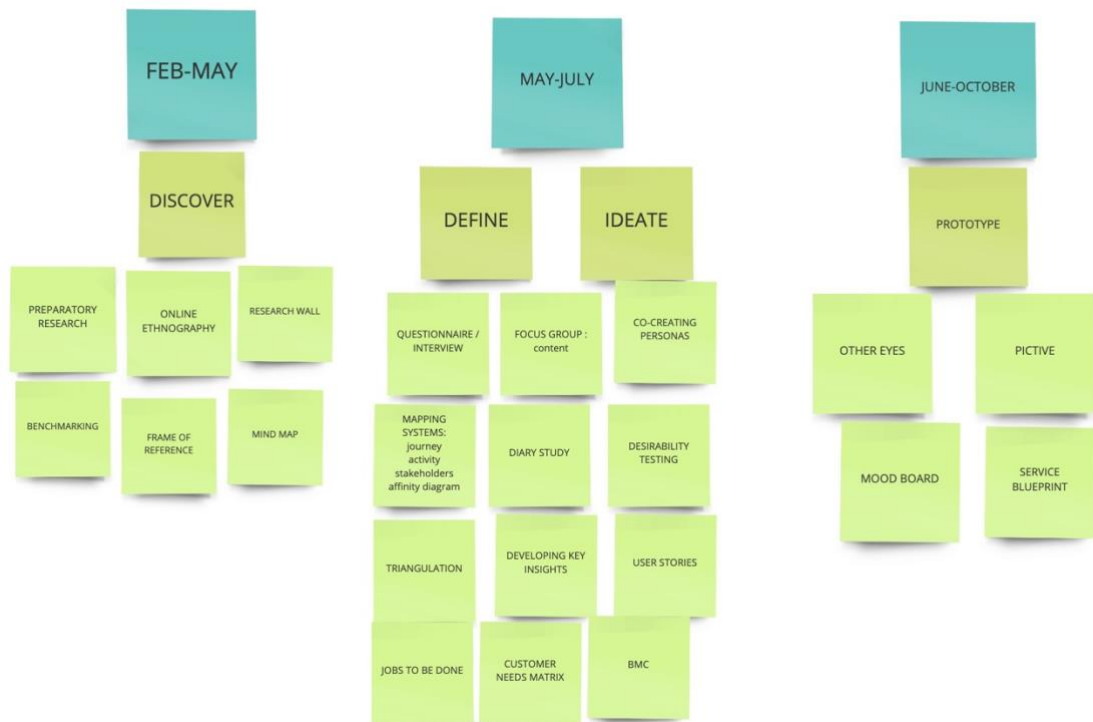 FEB-MAY
DISCOVER
PREPARATORY
RESEARCH
ONLINE
ETHNOGRAPHY
RESEARCH WALL
BENCHMARKING
FRAME OF
REFERENCE
MIND MAP
MAY-JULY
DEFINE
IDEATE
QUESTIONNAIRE /
INTERVIEW
FOCUS GROUP :
content
CO-CREATING
PERSONAS
MAPPING
SYSTEMS:
journey
activity
stakeholders
affinity diagram
DIARY STUDY
DESIRABILITY
TESTING
TRIANGULATION
DEVELOPING KEY
INSIGHTS
USER STORIES
JOBS TO BE DONE
CUSTOMER
NEEDS MATRIX
BMC
JUNE-OCTOBER
PROTOTYPE
OTHER EYES
PICTIVE
MOOD BOARD
SERVICE
BLUEPRINT